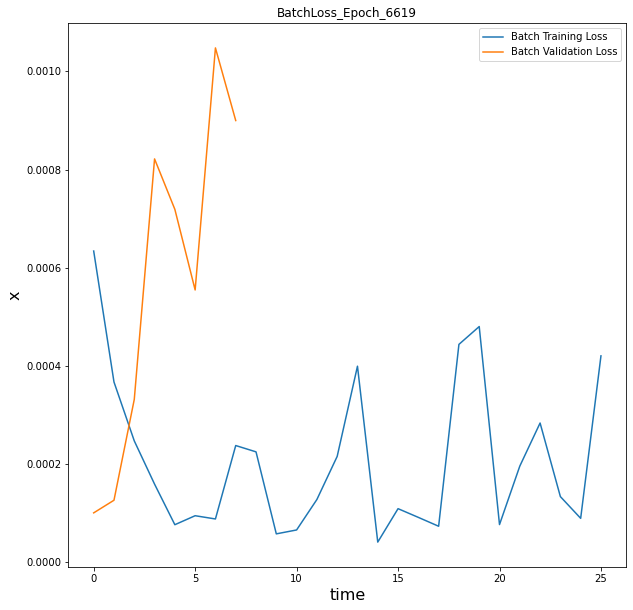 BatchLoss_Epoch_6619
Batch Training Loss
Batch Validation Loss
0.0010
0.0008
0.0006
0.0004
0.0002
0.0000
x
0 5 10 15 20 25
time